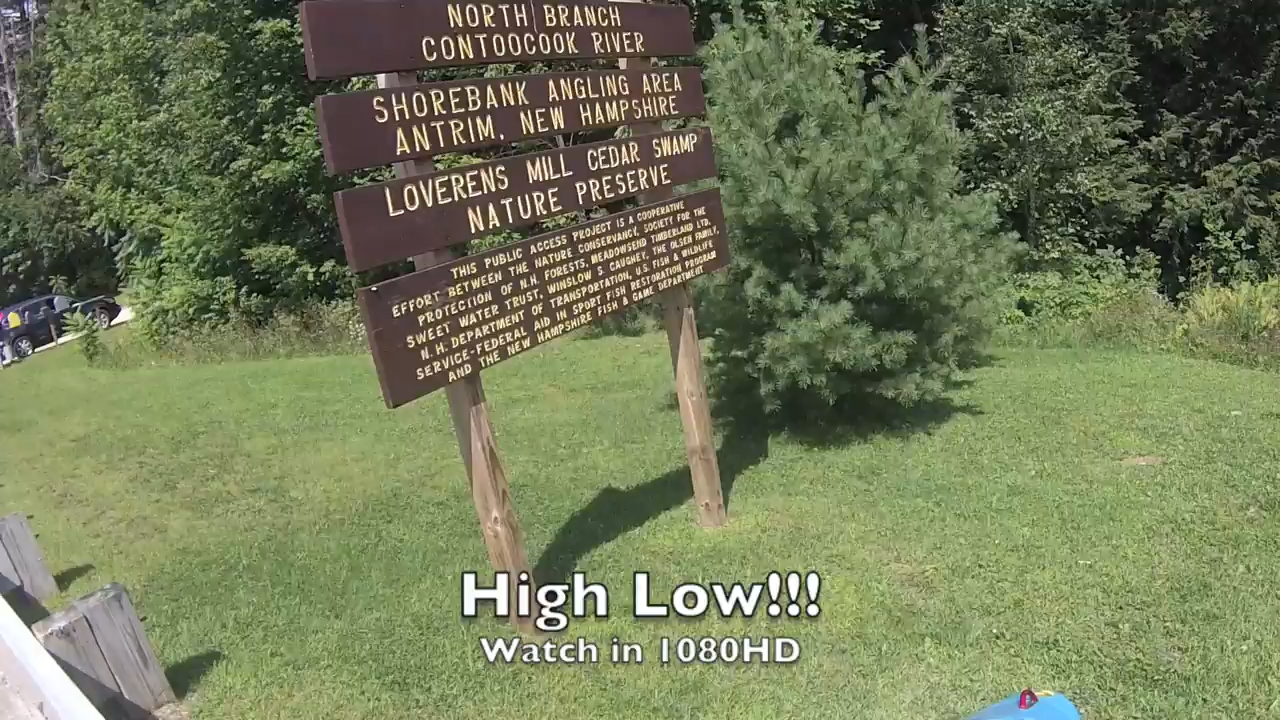 NORTH BRANCH
CONTOOCOOK RIVER
SHOREBANK ANGLING AREA
ANTRIM, NEW HAMPSHIRE
LOVERENS MILL CEDAR SWAMP
NATURE PRESERVE
THIS PUBLIC ACCESS PROJECT IS A COOPERATIVE
EFFORT BETWEEN THE NATURE CONSERVANCY, SOCIETY FOR THE
PROTECTION OF N.H. FORESTS, MEADOWSEND TIMBERLAND LTD,
SWEET WATER TRUST, WINSLOW S. CAUGHEY, THE OLSEN FAMILY,
N.H. DEPARTMENT OF TRANSPORTATION, U.S. FISH & WILDLIFE
SERVICE-FEDERAL AID IN SPORT FISH RESTORATION PROGRAM
AND THE NEW HAMPSHIRE FISH & GAME DEPARTMENT
High Low!!!
Watch in 1080HD